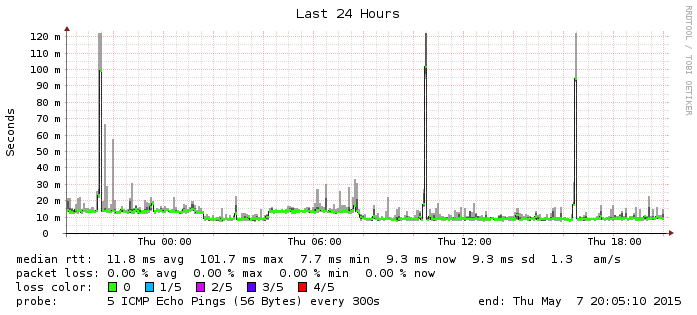 Last 24 Hours
RRDTOOL / TOBI OETIKER
Seconds
120 m
110 m
100 m
90 m
80 m
70 m
60 m
50 m
40 m
30 m
20 m
10 m
0
Thu 00:00 Thu 06:00 Thu 12:00 Thu 18:00
median rtt: 11.8 ms avg 101.7 ms max 7.7 ms min 9.3 ms now 9.3 ms sd 1.3 am/s
packet loss: 0.00 % avg 0.00 % max 0.00 % min 0.00 % now
loss color: 0 1/5 2/5 3/5 4/5
probe: 5 ICMP Echo Pings (56 Bytes) every 300s end: Thu May 7 20:05:10 2015